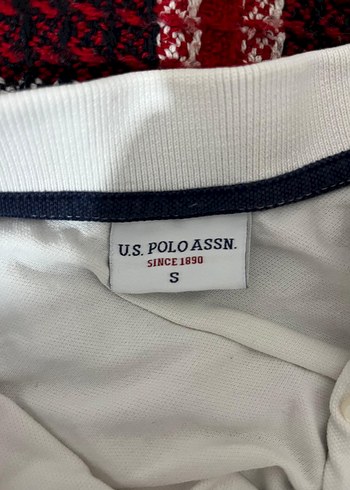 U.S. POLO ASSN.
SINCE 1890
S